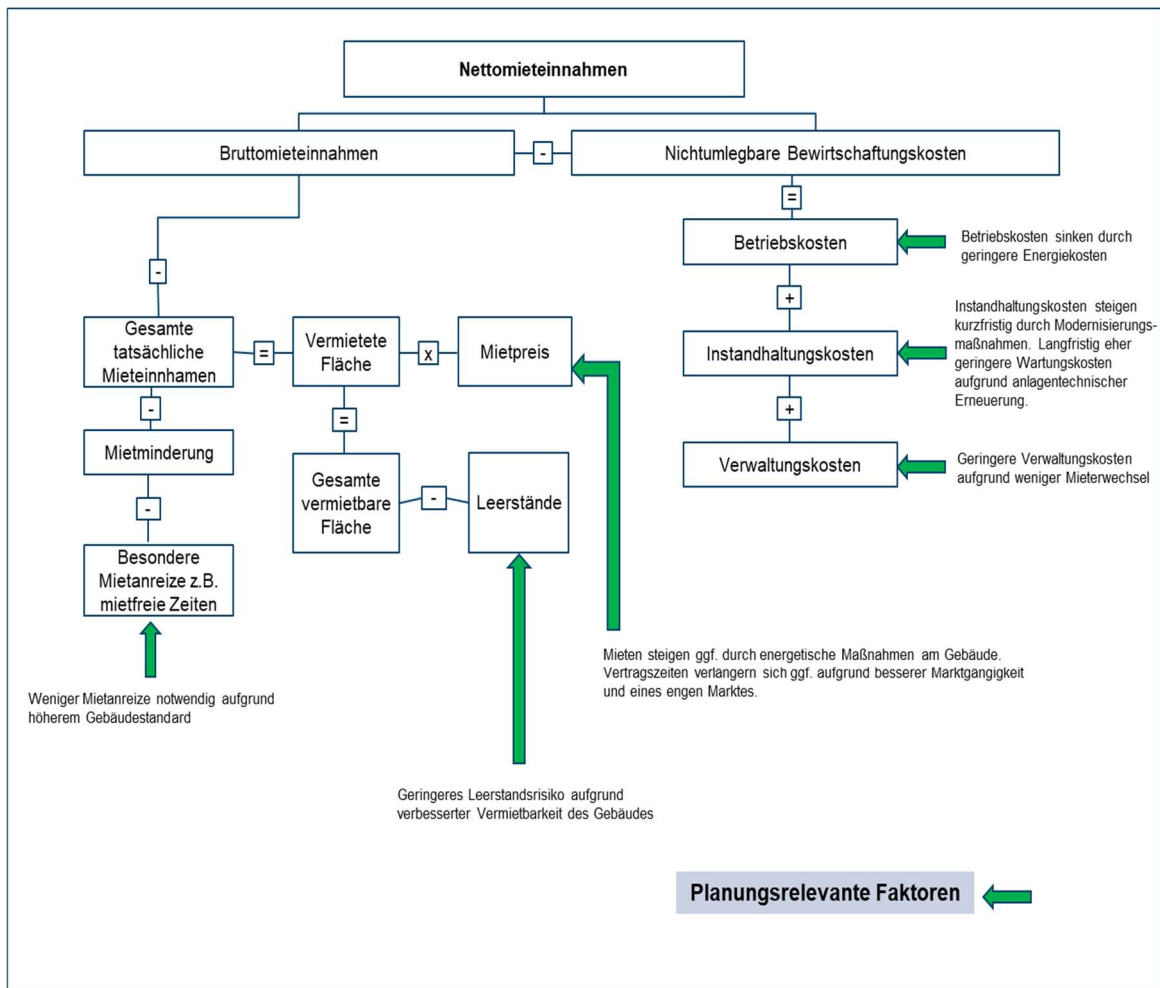 Nettomieteinnahmen
Bruttomieteinnahmen
-
Nichtumlegbare Bewirtschaftungskosten
=
Betriebskosten
Betriebskosten sinken durch
geringere Energiekosten
-
+
Gesamte
tatsächliche
Mieteinnhamen
=
Vermietete
Fläche
x
Mietpreis
Instandhaltungskosten
Instandhaltungskosten steigen
kurzfristig durch Modernisierungs-
maßnahmen. Langfristig eher
geringere Wartungskosten
aufgrund anlagentechnischer
Erneuerung.
-
=
+
Mietminderung
Gesamte
vermietbare
Fläche
-
Leerstände
Verwaltungskosten
Geringere Verwaltungskosten
aufgrund weniger Mieterwechsel
-
Besondere
Mietanreize z.B.
mietfreie Zeiten
Weniger Mietanreize notwendig aufgrund
höherem Gebäudestandard
Mieten steigen ggf. durch energetische Maßnahmen am Gebäude.
Vertragszeiten verlängern sich ggf. aufgrund besserer Marktgängigkeit
und eines engen Marktes.
Geringeres Leerstandsrisiko aufgrund
verbesserter Vermietbarkeit des Gebäudes
Planungsrelevante Faktoren